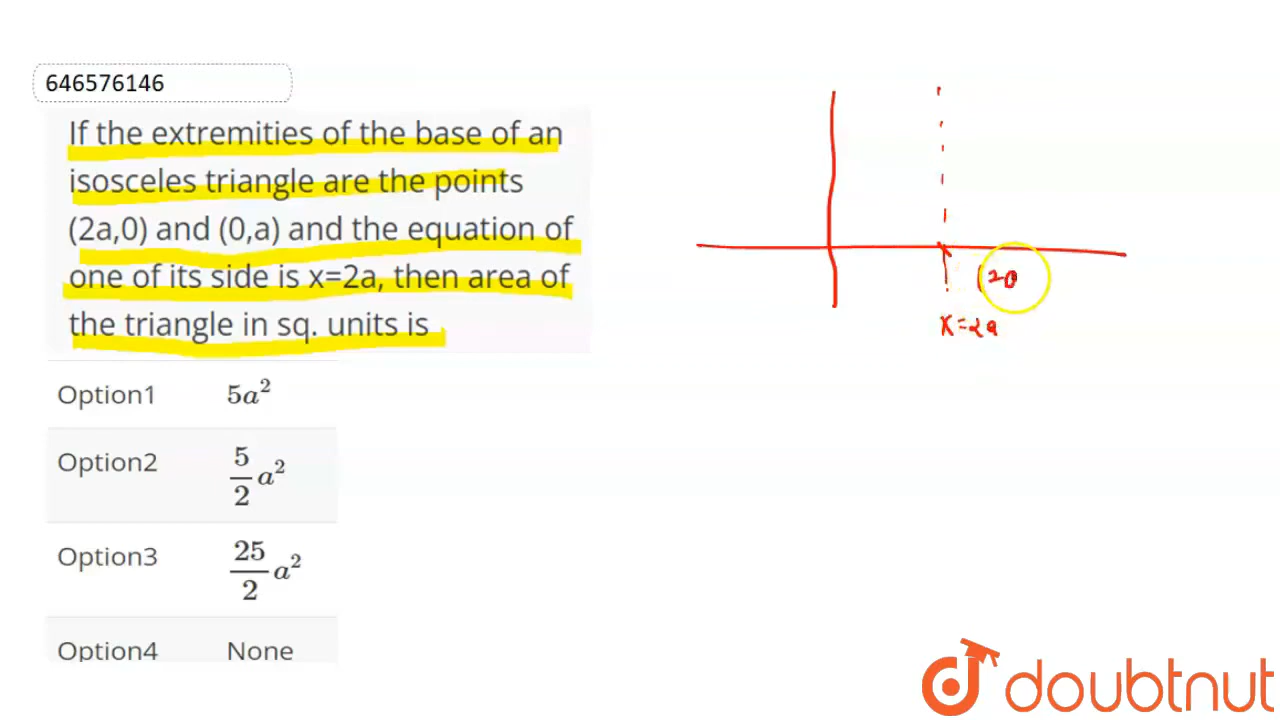 646576146
If the extremities of the base of an
isosceles triangle are the points
(2a,0) and (0,a) and the equation of
one of its side is x=2a, then area of
the triangle in sq. units is
(20
x=2a
Option1 5a²
Option2 5/2 a²
Option3 25/2 a²
Option4 None
doubtnut